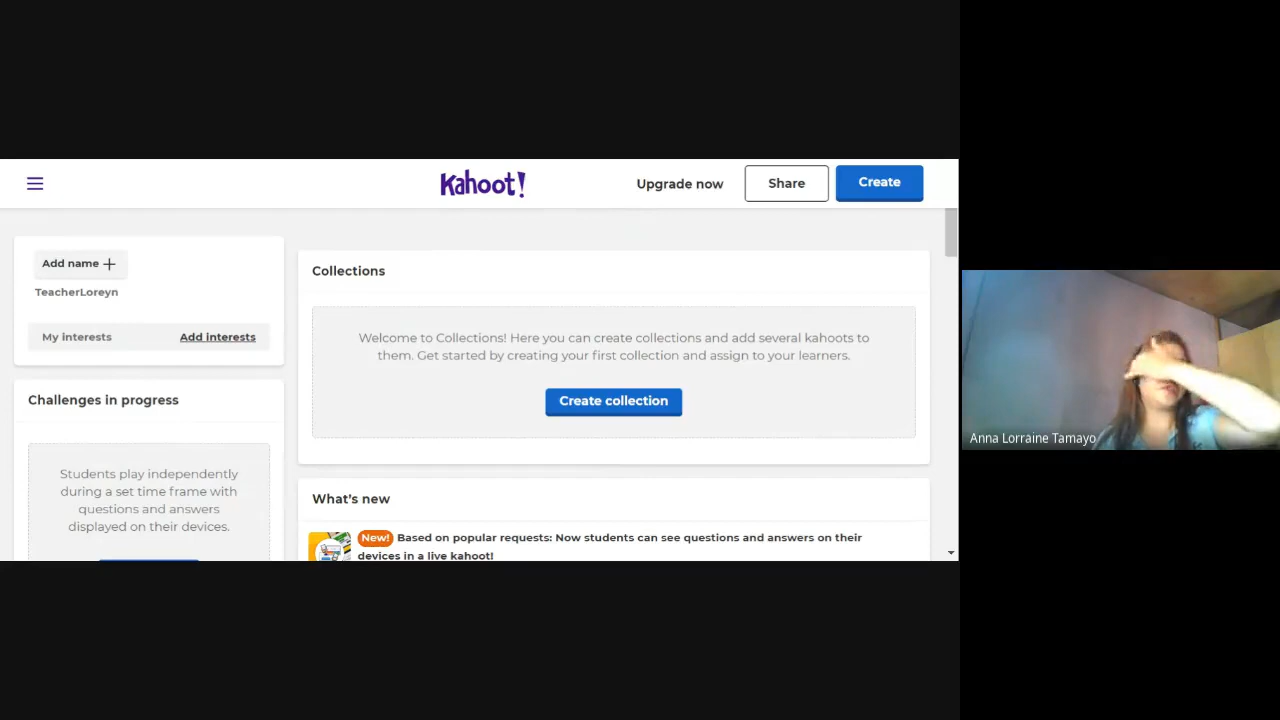 Kahoot!
Upgrade now
Share
Create
Add name
TeacherLoreyn
My interests
Add interests
Challenges in progress
Students play independently
during a set time frame with
questions and answers
displayed on their devices.
Collections
Welcome to Collections! Here you can create collections and add several kahoots to
them. Get started by creating your first collection and assign to your learners.
Create collection
What's new
New! Based on popular requests: Now students can see questions and answers on their
devices in a live kahoot!
Anna Lorraine Tamayo